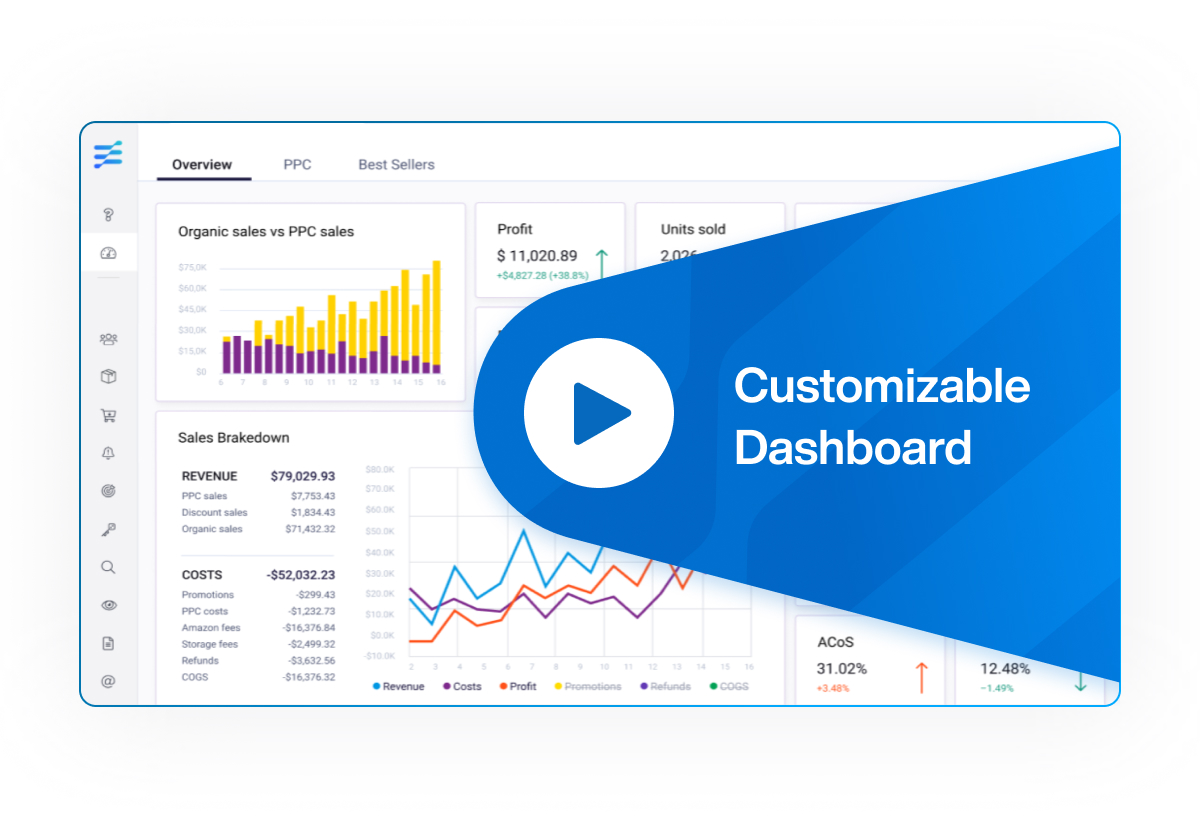 Overview PPC Best Sellers
Organic sales vs PPC sales
$75,0K
$60,0K
$45,0K
$30,0K
$15,0K
$0
6 7 8 9 10 11 12 13 14 15 16
Profit
$ 11,020.89
+$4,827.28 (+38.8%)
Units sold
2,026
Customizable
Dashboard
Sales Brakedown
REVENUE $79,029.93
PPC sales $7,753.43
Discount sales $1,834.43
Organic sales $71,432.32
COSTS -$52,032.23
Promotions -$299.43
PPC costs -$1,232.73
Amazon fees -$16,376.84
Storage fees -$2,499.32
Refunds -$3,632.56
COGS -$16,376.32
$80.0K
$70.0K
$60.0K
$50.0K
$40.0K
$30.0K
$20.0K
$10.0K
$0.0K
-$10.0K
2 3 4 5 6 7 8 9 10 11 12 13 14 15 16
Revenue Costs Profit Promotions Refunds COGS
ACoS
31.02%
+3.48%
12.48%
−1.49%